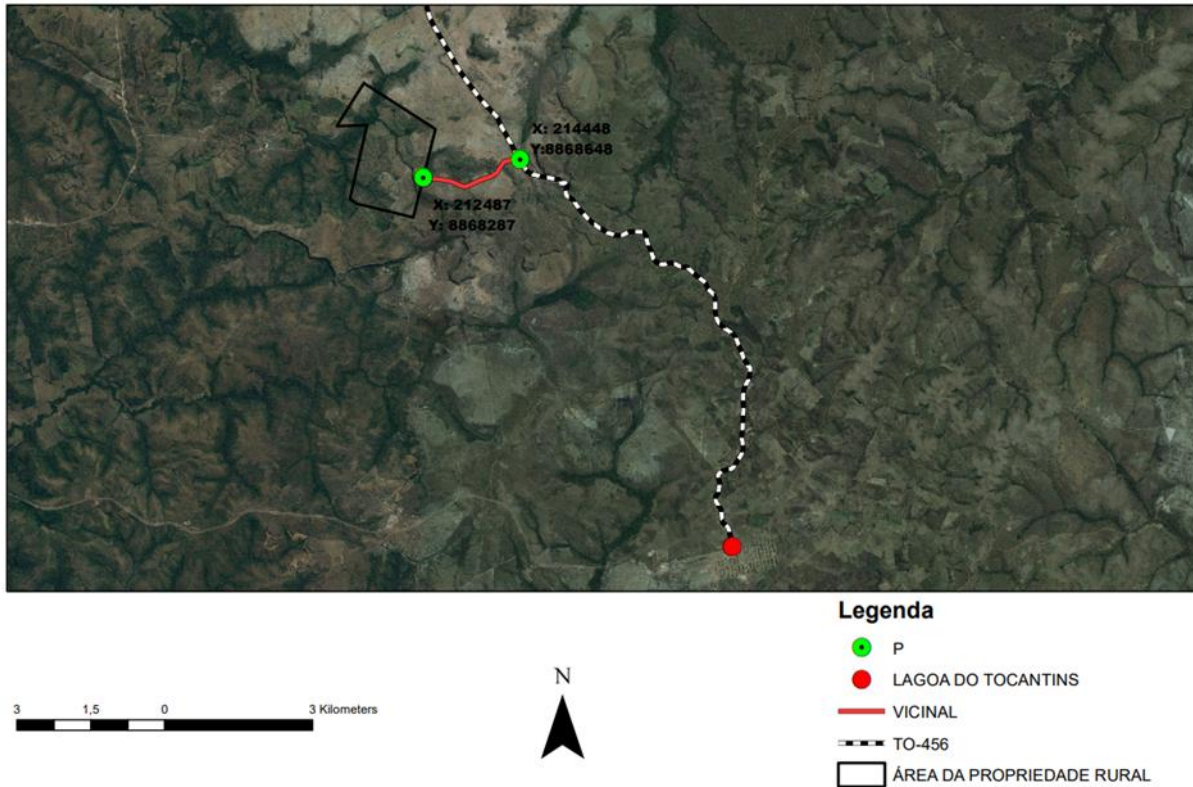 X: 214448
Y:8868648
X: 212487
Y: 8868287
Legenda
P
LAGOA DO TOCANTINS
VICINAL
TO-456
ÁREA DA PROPRIEDADE RURAL
N
3 1,5 0 3 Kilometers